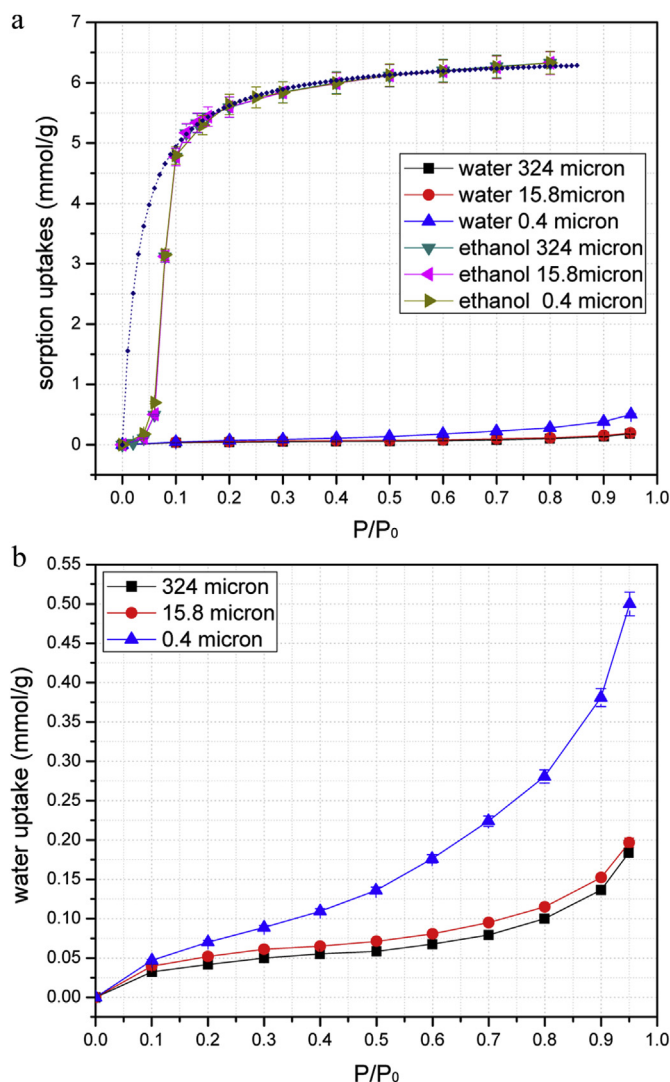 a
7
6
5
4
3
2
1
0
sorption uptakes (mmol/g)
water 324 micron
water 15.8micron
water 0.4 micron
ethanol 324 micron
ethanol 15.8micron
ethanol 0.4 micron
0.0 0.1 0.2 0.3 0.4 0.5 0.6 0.7 0.8 0.9 1.0
P/P₀
b
0.55
0.50
0.45
0.40
0.35
0.30
0.25
0.20
0.15
0.10
0.05
0.00
water uptake (mmol/g)
324 micron
15.8 micron
0.4 micron
0.0 0.1 0.2 0.3 0.4 0.5 0.6 0.7 0.8 0.9 1.0
P/P₀